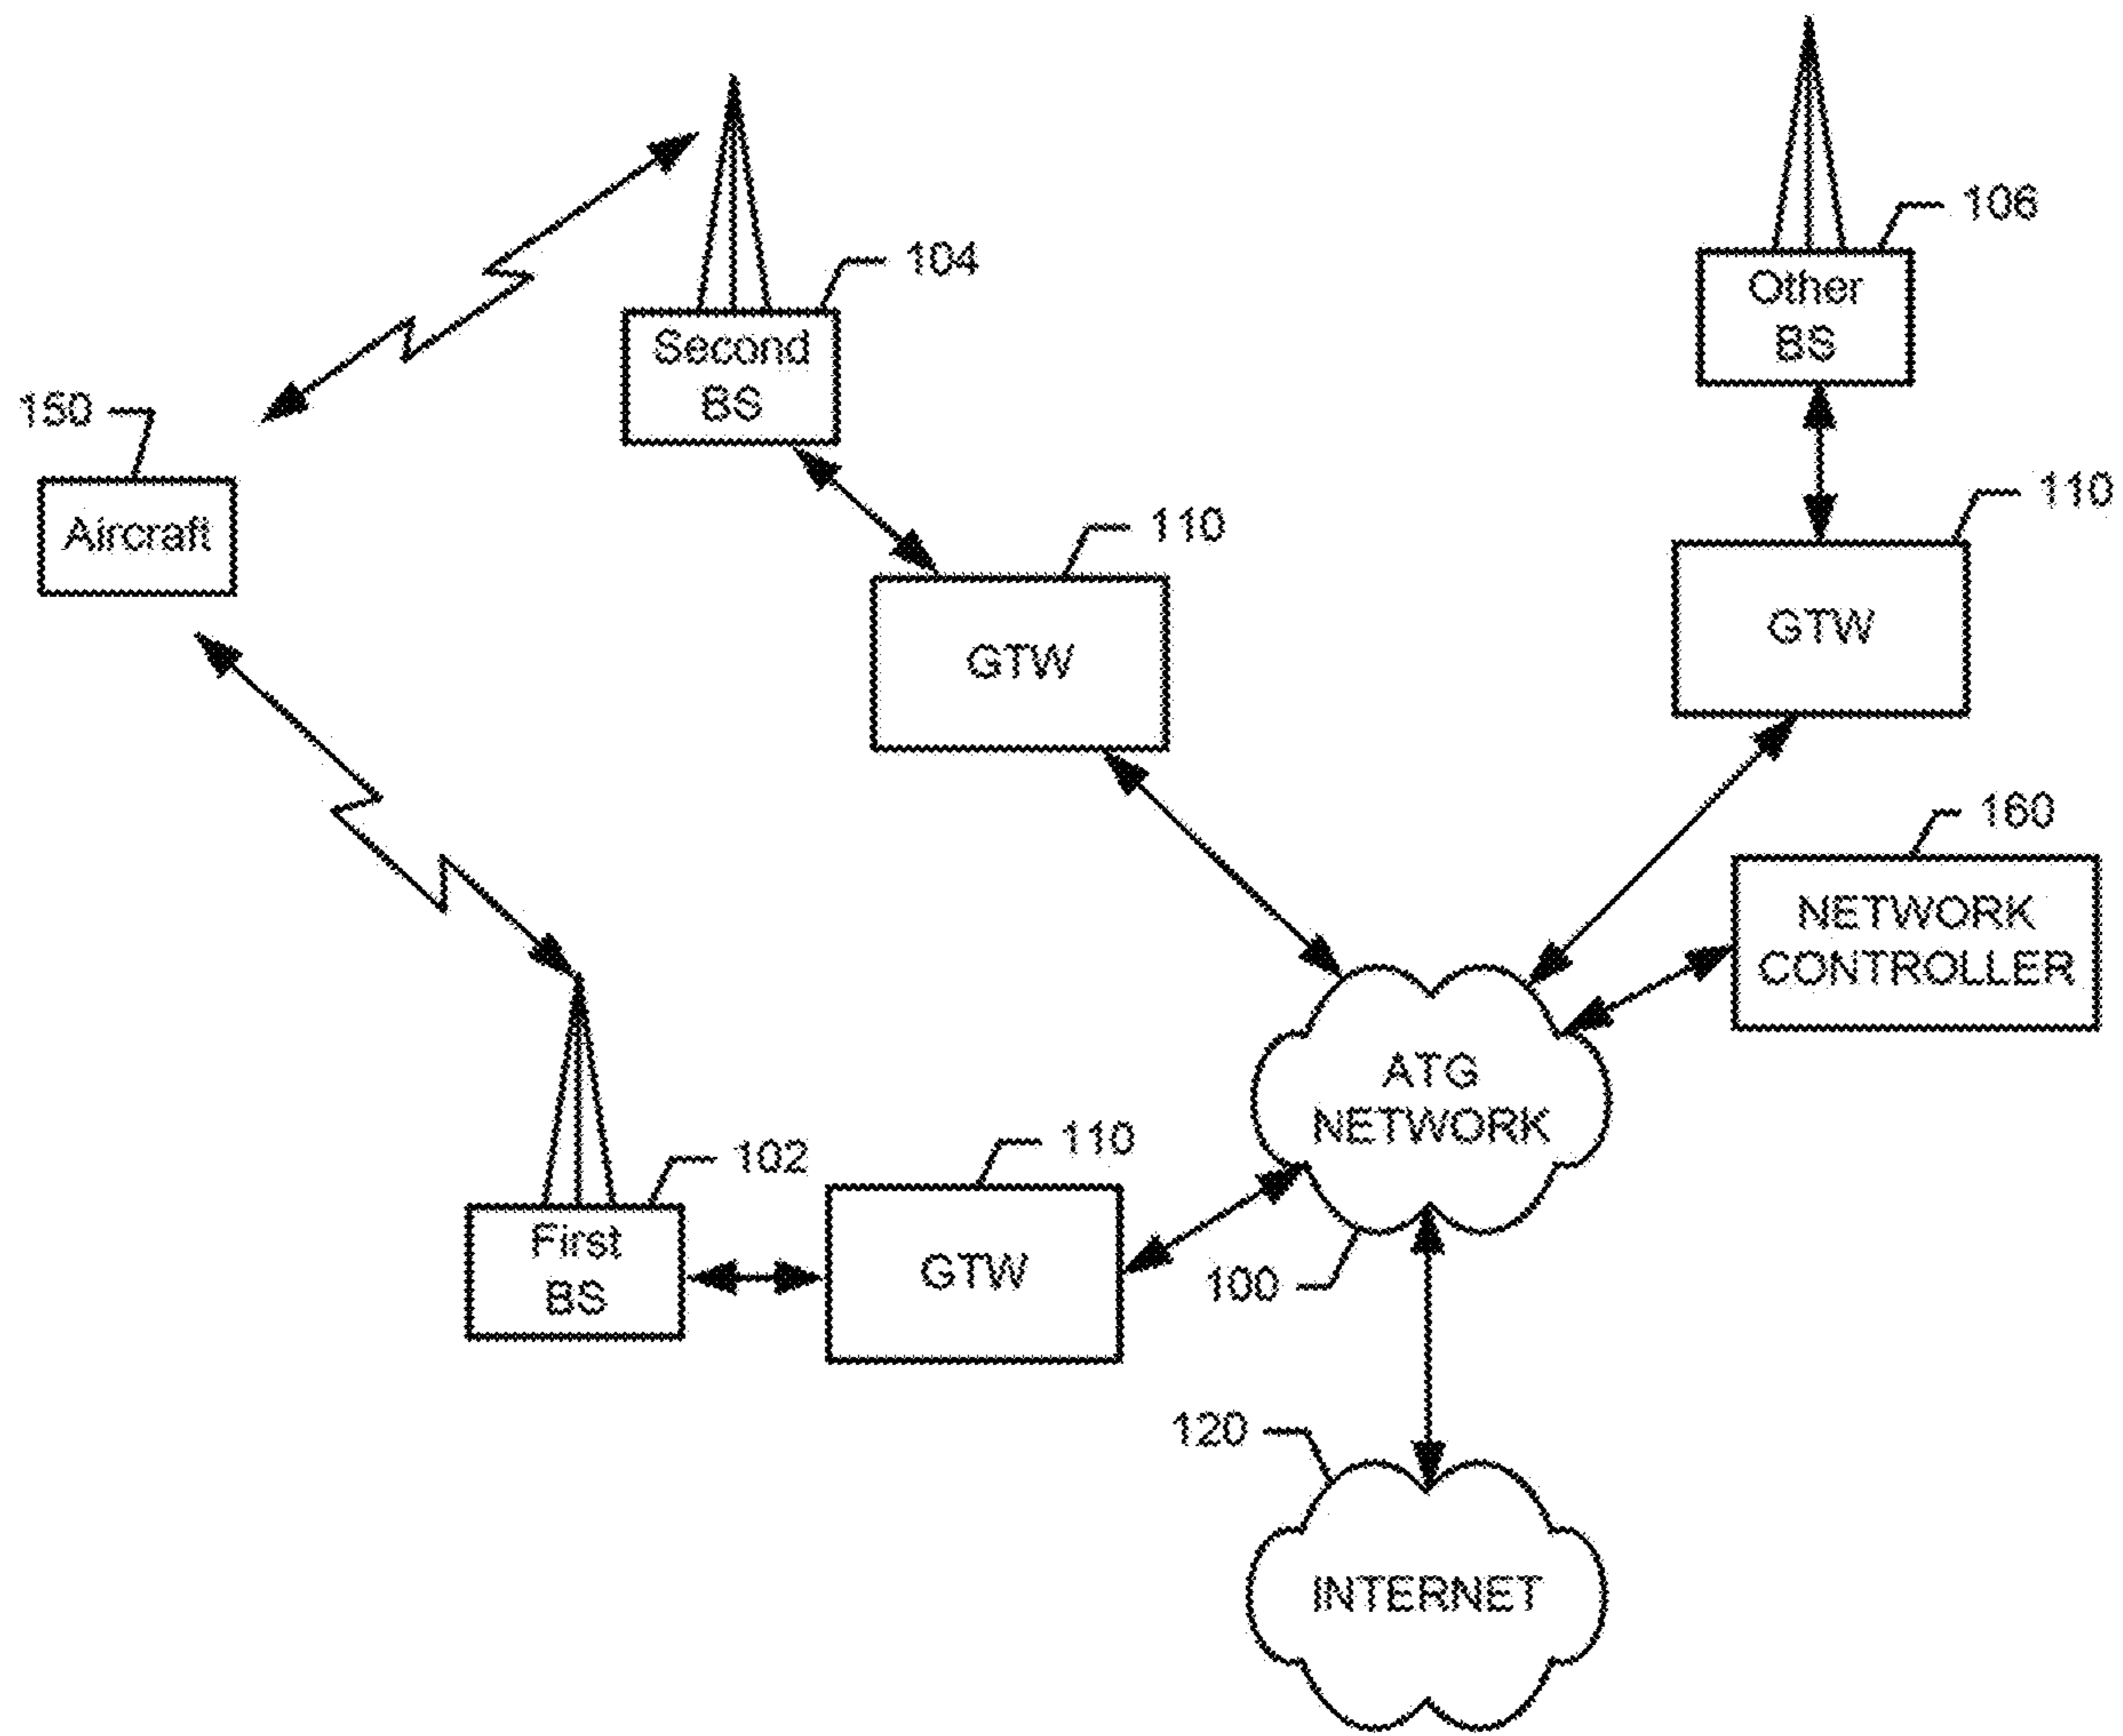 106
Other
BS
104
Second
BS
150
Aircraft
110
GTW
110
GTW
160
NETWORK
CONTROLLER
ATG
NETWORK
100
102
First
BS
110
GTW
120
INTERNET